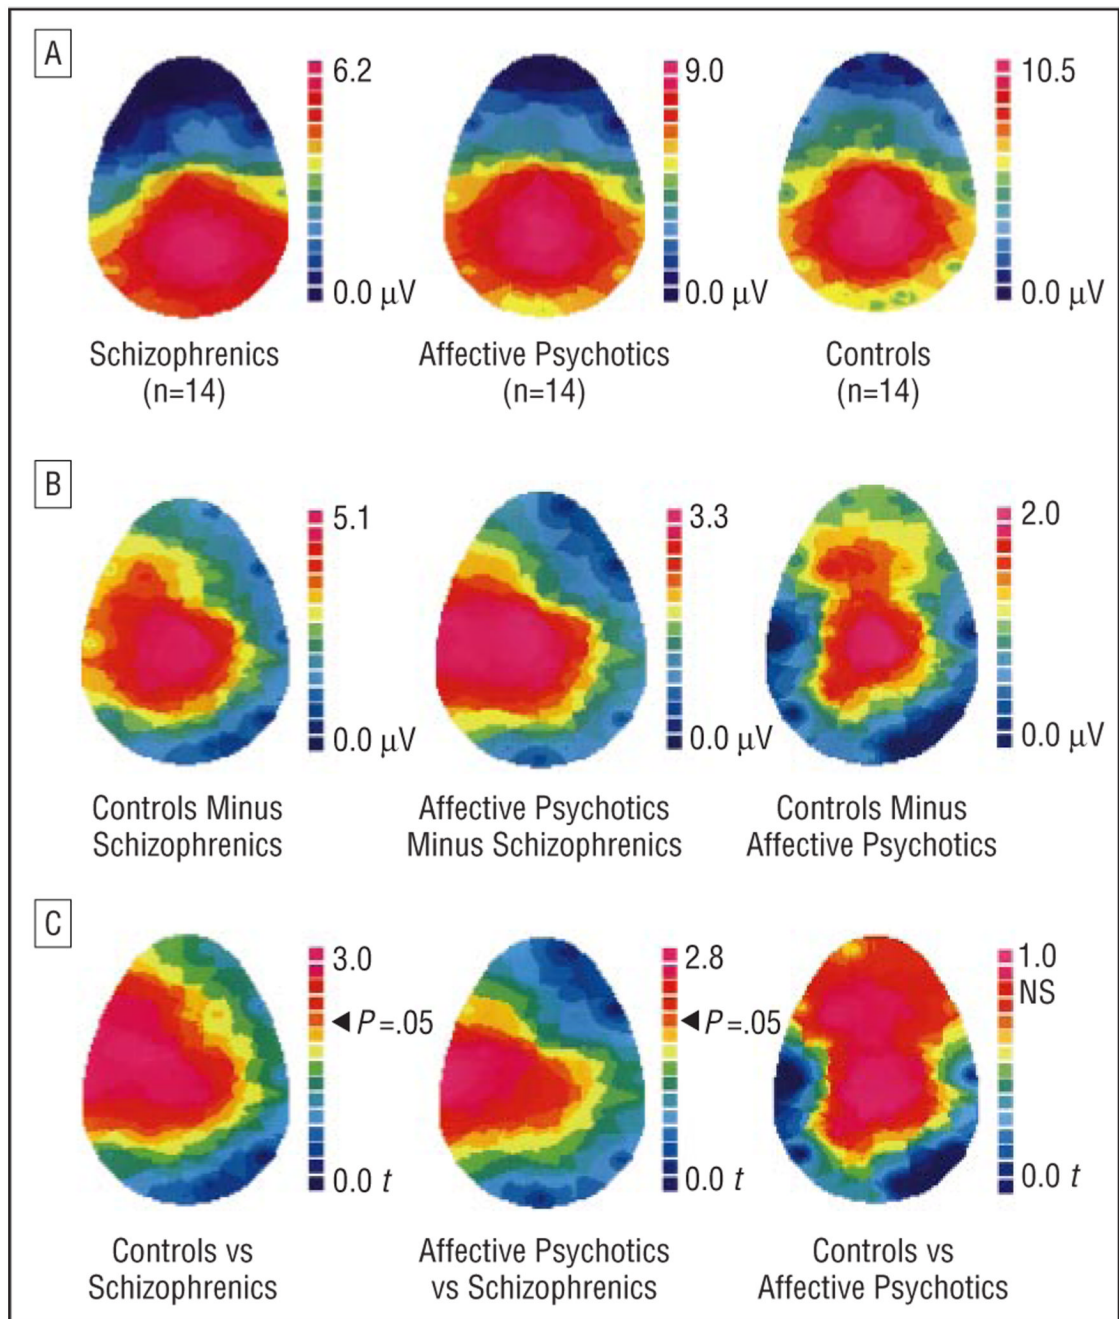 A
6.2
0.0 μV
9.0
0.0 μV
10.5
0.0 μV
Schizophrenics
(n=14)
Affective Psychotics
(n=14)
Controls
(n=14)
B
5.1
0.0 μV
3.3
0.0 μV
2.0
0.0 μV
Controls Minus
Schizophrenics
Affective Psychotics
Minus Schizophrenics
Controls Minus
Affective Psychotics
C
3.0
◄ P=.05
0.0 t
2.8
◄ P=.05
0.0 t
1.0
NS
0.0 t
Controls vs
Schizophrenics
Affective Psychotics
vs Schizophrenics
Controls vs
Affective Psychotics